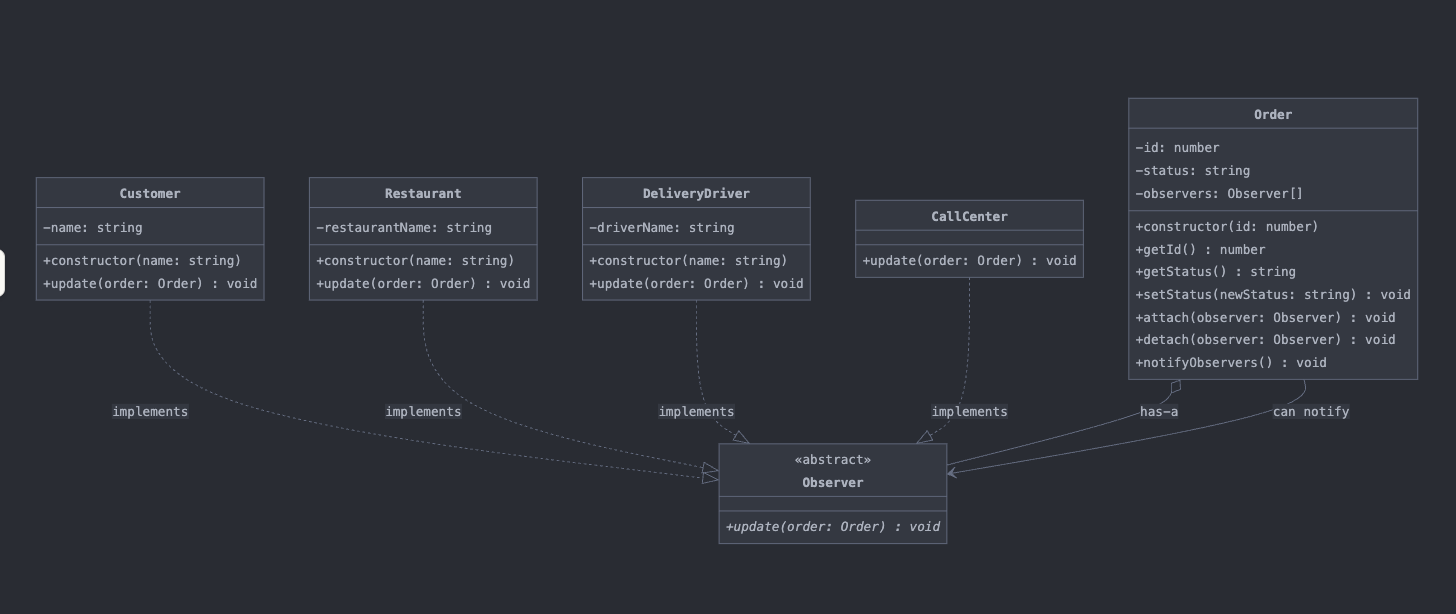 Customer
-name: string
+constructor(name: string)
+update(order: Order) : void
Restaurant
-restaurantName: string
+constructor(name: string)
+update(order: Order) : void
DeliveryDriver
-driverName: string
+constructor(name: string)
+update(order: Order) : void
CallCenter
+update(order: Order) : void
Order
-id: number
-status: string
-observers: Observer[]
+constructor(id: number)
+getId() : number
+getStatus() : string
+setStatus(newStatus: string) : void
+attach(observer: Observer) : void
+detach(observer: Observer) : void
+notifyObservers() : void
implements
implements
implements
implements
has-a
can notify
«abstract»
Observer
+update(order: Order) : void